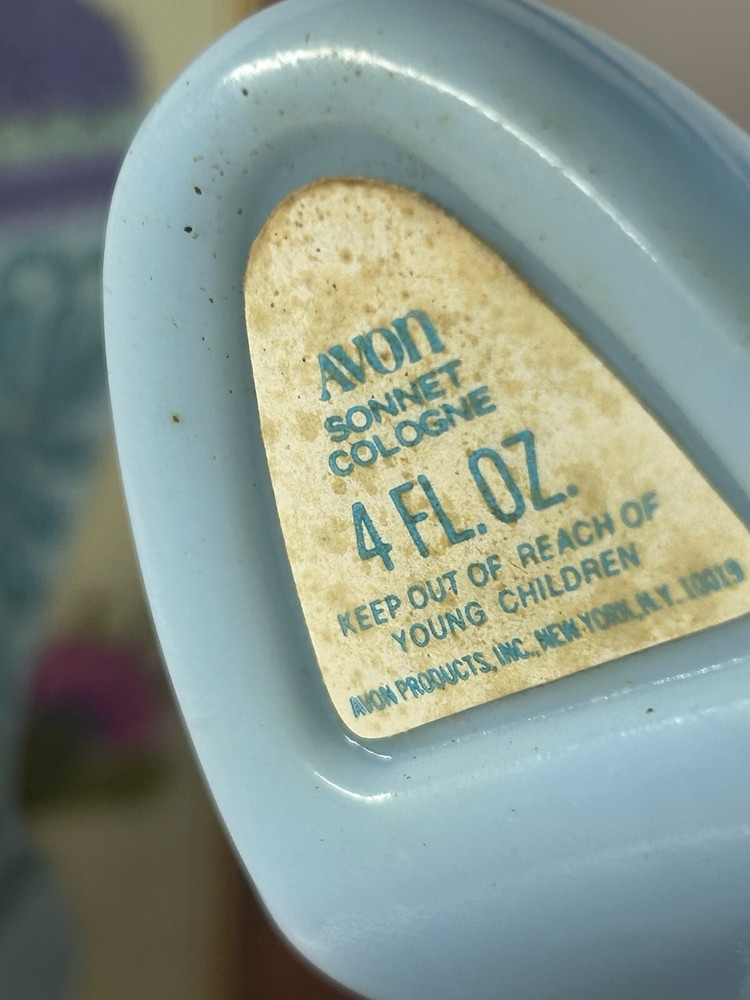 AVON
SONNET
COLOGNE
4 FL.OZ.
KEEP OUT OF REACH OF
YOUNG CHILDREN
AVON PRODUCTS, INC., NEW YORK, N.Y. 10019